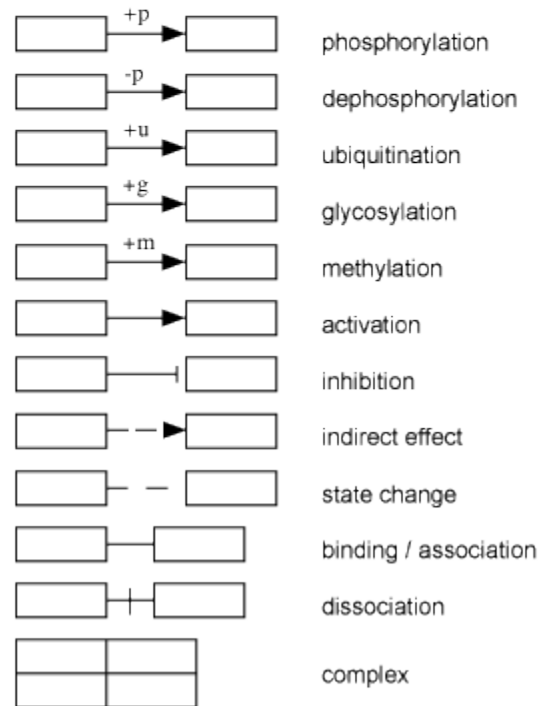 +p
phosphorylation
-p
dephosphorylation
+u
ubiquitination
+g
glycosylation
+m
methylation
activation
inhibition
indirect effect
state change
binding / association
dissociation
complex